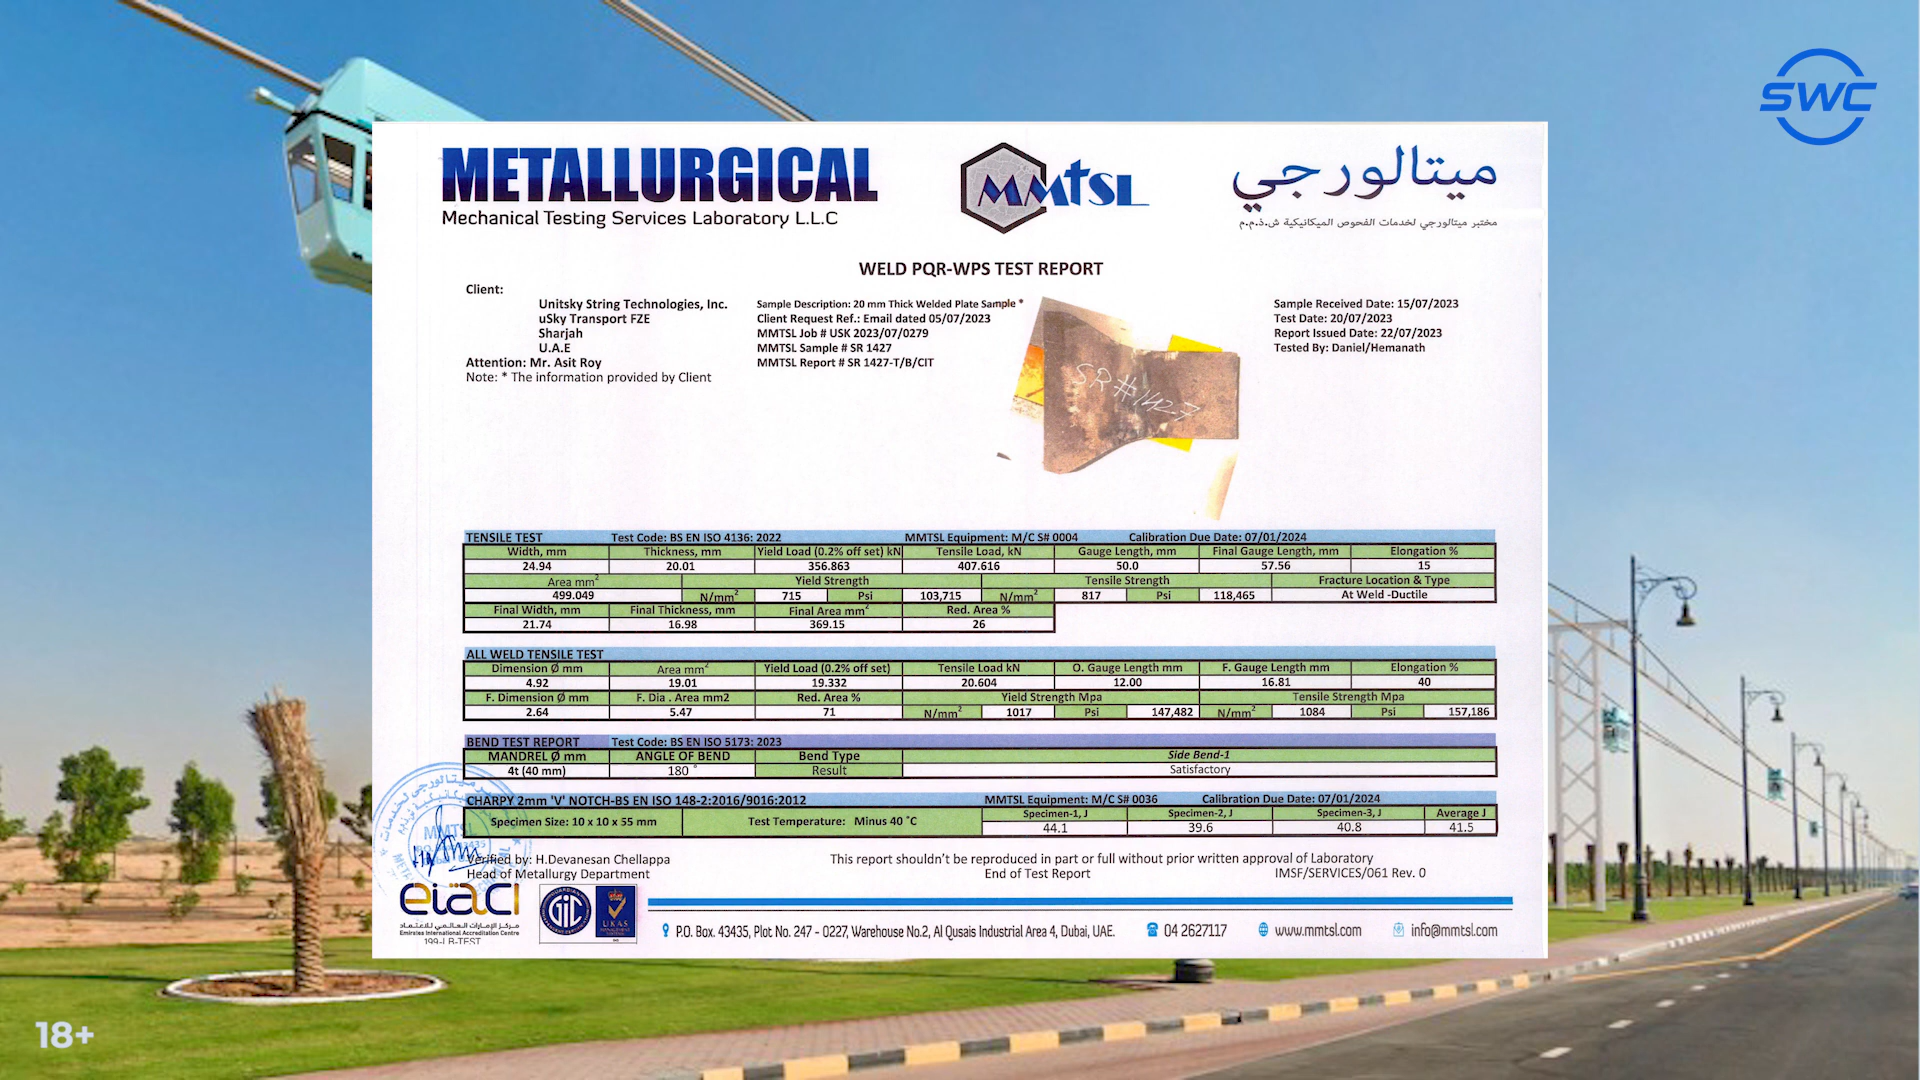 SWC
METALLURGICAL
Mechanical Testing Services Laboratory L.L.C
MMTSL
ميتالورجي
مختبر ميتالورجي لخدمات الفحوص الميكانيكية ش.ذ.م.م
WELD PQR-WPS TEST REPORT
Client:
Unitsky String Technologies, Inc.
uSky Transport FZE
Sharjah
U.A.E
Attention: Mr. Asit Roy
Note: * The information provided by Client
Sample Description: 20 mm Thick Welded Plate Sample *
Client Request Ref.: Email dated 05/07/2023
MMTSL Job # USK 2023/07/0279
MMTSL Sample # SR 1427
MMTSL Report # SR 1427-T/B/CIT
SR#1427
Sample Received Date: 15/07/2023
Test Date: 20/07/2023
Report Issued Date: 22/07/2023
Tested By: Daniel/Hemanath
TENSILE TEST Test Code: BS EN ISO 4136: 2022 MMTSL Equipment: M/C S# 0004 Calibration Due Date: 07/01/2024
Width, mm Thickness, mm Yield Load (0.2% off set) kN Tensile Load, kN Gauge Length, mm Final Gauge Length, mm Elongation %
24.94 20.01 356.863 407.616 50.0 57.56 15
Area mm² Yield Strength Tensile Strength Fracture Location & Type
499.049 N/mm² 715 Psi 103,715 N/mm² 817 Psi 118,465 At Weld -Ductile
Final Width, mm Final Thickness, mm Final Area mm² Red. Area %
21.74 16.98 369.15 26
ALL WELD TENSILE TEST
Dimension Ø mm Area mm² Yield Load (0.2% off set) Tensile Load kN O. Gauge Length mm F. Gauge Length mm Elongation %
4.92 19.01 19.332 20.604 12.00 16.81 40
F. Dimension Ø mm F. Dia . Area mm2 Red. Area % Yield Strength Mpa Tensile Strength Mpa
2.64 5.47 71 N/mm² 1017 Psi 147,482 N/mm² 1084 Psi 157,186
BEND TEST REPORT Test Code: BS EN ISO 5173: 2023
MANDREL Ø mm ANGLE OF BEND Bend Type Side Bend-1
4t (40 mm) 180 ° Result Satisfactory
CHARPY 2mm 'V' NOTCH-BS EN ISO 148-2:2016/9016:2012 MMTSL Equipment: M/C S# 0036 Calibration Due Date: 07/01/2024
Specimen Size: 10 x 10 x 55 mm Test Temperature: Minus 40 °C Specimen-1, J Specimen-2, J Specimen-3, J Average J
44.1 39.6 40.8 41.5
MMTSL
Verified by: H.Devanesan Chellappa
Head of Metallurgy Department
This report shouldn't be reproduced in part or full without prior written approval of Laboratory
End of Test Report IMSF/SERVICES/061 Rev. 0
eiaci
مركز الإمارات العالمي للاعتماد
Emirates International Accreditation Centre
199-LB-TEST
GIC
UKAS
P.O. Box. 43435, Plot No. 247 - 0227, Warehouse No.2, Al Qusais Industrial Area 4, Dubai, UAE. 04 2627117 www.mmtsl.com info@mmtsl.com
18+